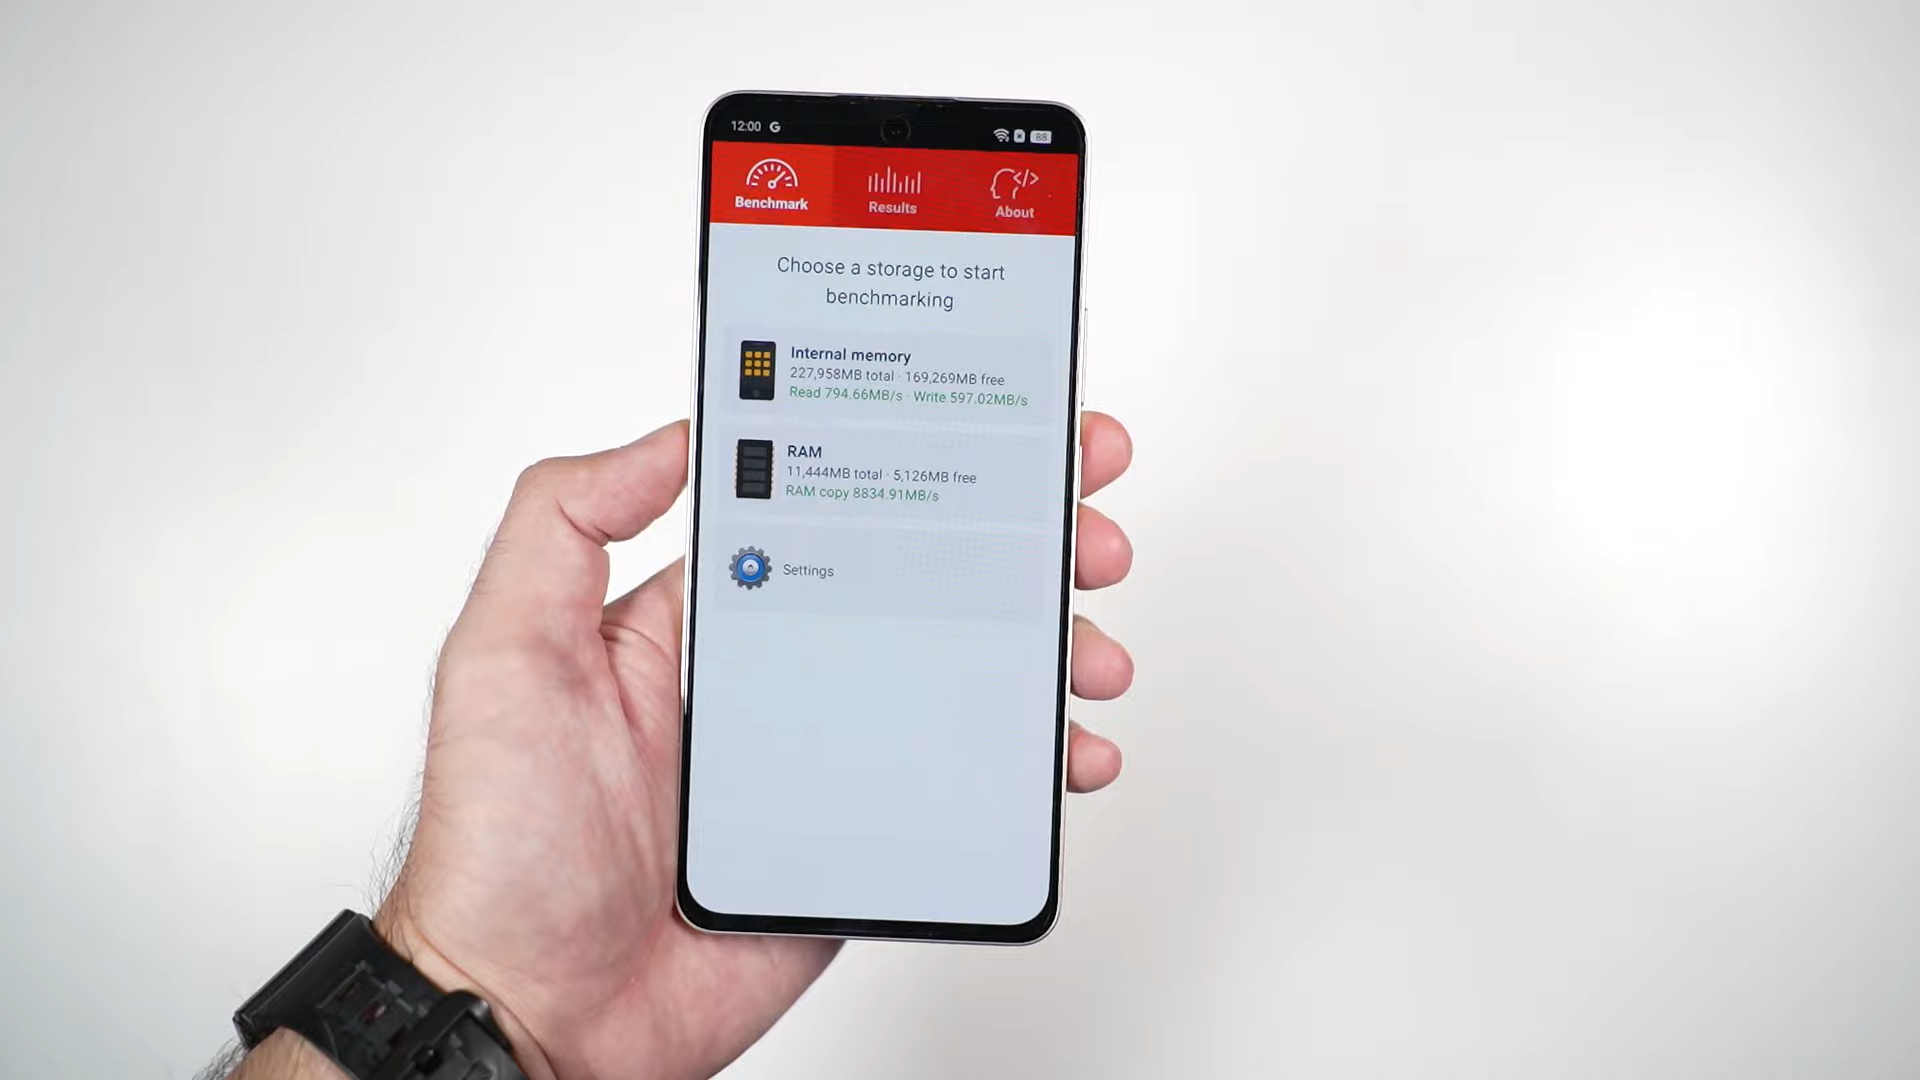 12:00 G 88
Benchmark
Results
About
Choose a storage to start
benchmarking
Internal memory
227,958MB total · 169,269MB free
Read 794.66MB/s · Write 597.02MB/s
RAM
11,444MB total · 5,126MB free
RAM copy 8834.91MB/s
Settings